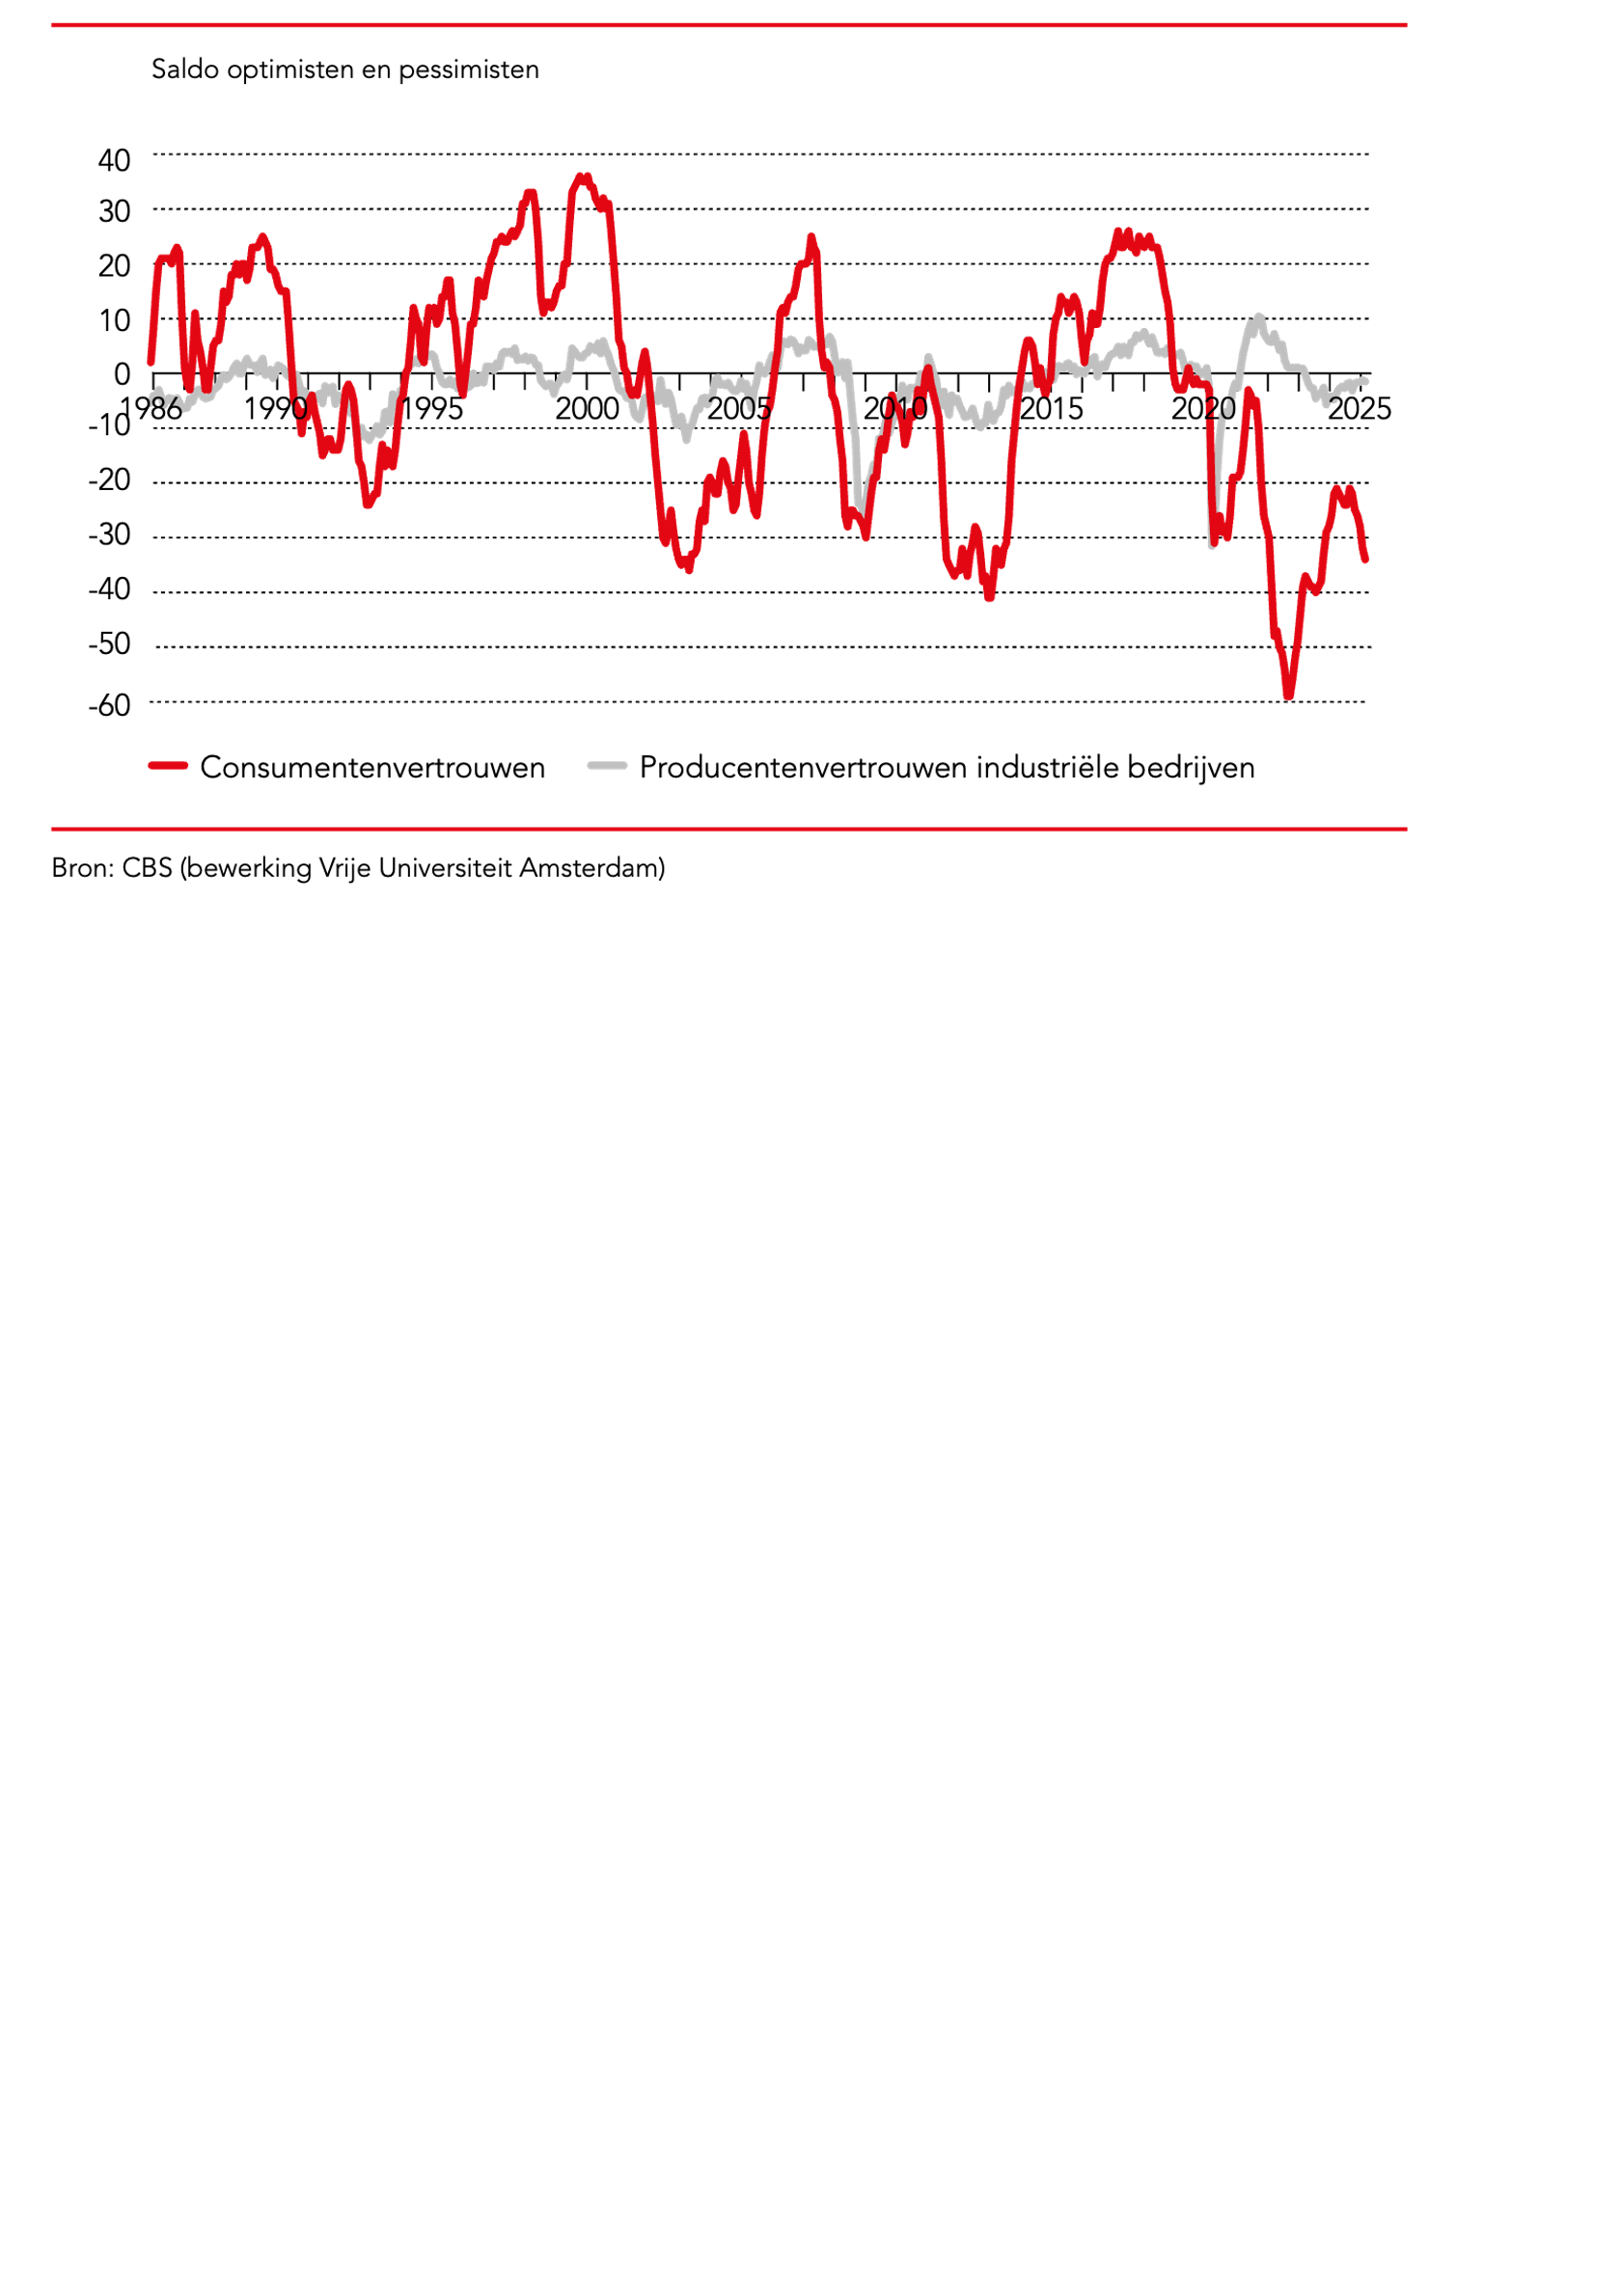 Saldo optimisten en pessimisten
40
30
20
10
0
1986 1990 1995 2000 2005 2010 2015 2020 2025
-10
-20
-30
-40
-50
-60
Consumentenvertrouwen Producentenvertrouwen industriële bedrijven
Bron: CBS (bewerking Vrije Universiteit Amsterdam)